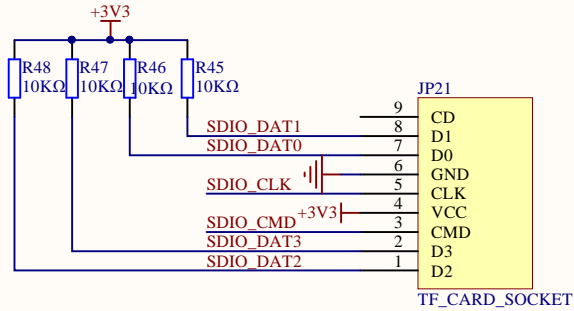 +3V3
R48 R47 R46 R45
10KΩ 10KΩ 10KΩ 10KΩ
JP21
9 CD
SDIO_DAT1 8 D1
SDIO_DAT0 7 D0
6 GND
SDIO_CLK 5 CLK
+3V3 4 VCC
SDIO_CMD 3 CMD
SDIO_DAT3 2 D3
SDIO_DAT2 1 D2
TF_CARD_SOCKET